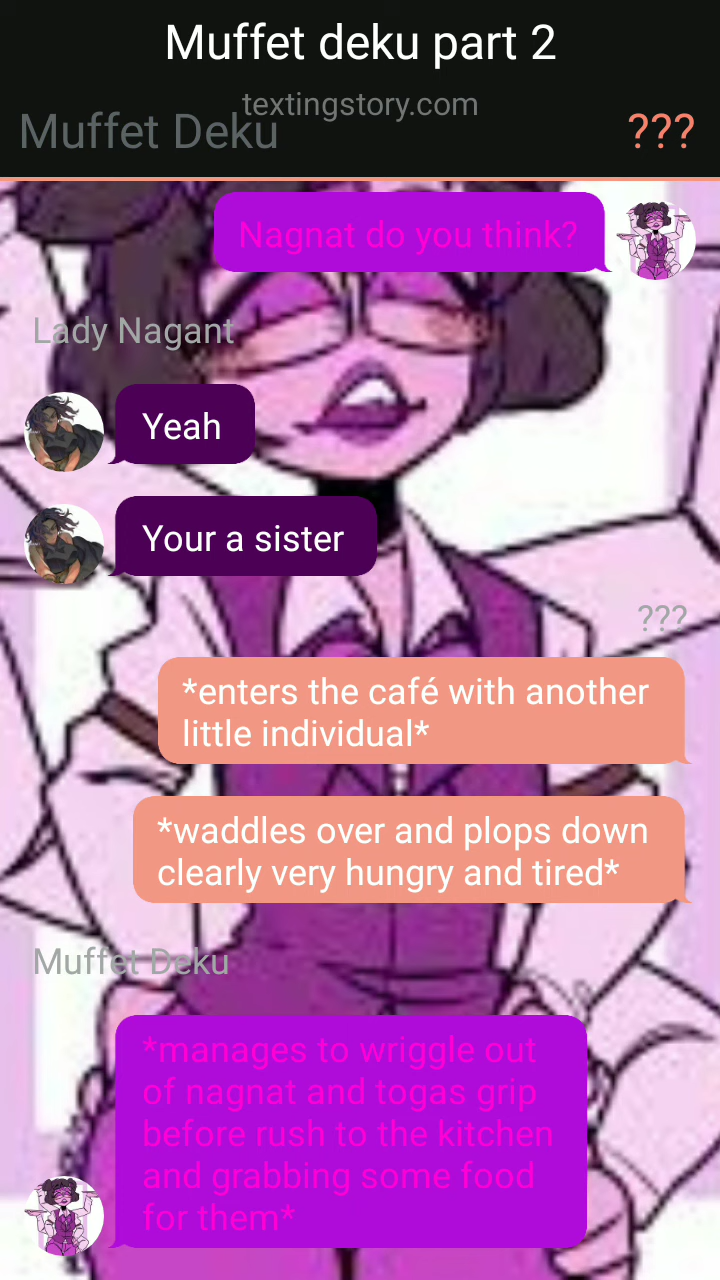 Muffet deku part 2
textingstory.com
Muffet Deku
???
Nagnat do you think?
Lady Nagant
Yeah
Your a sister
???
*enters the café with another
little individual*
*waddles over and plops down
clearly very hungry and tired*
Muffet Deku
*manages to wriggle out
of nagnat and togas grip
before rush to the kitchen
and grabbing some food
for them*